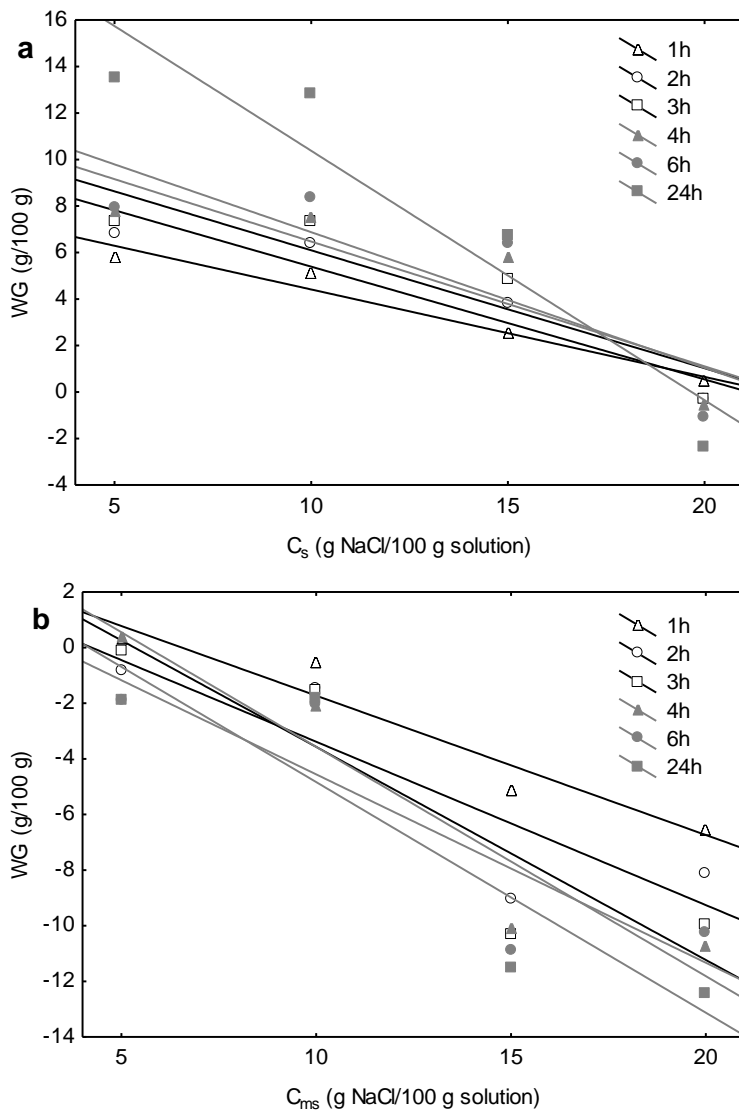 a
WG (g/100 g)
16
14
12
10
8
6
4
2
0
-2
-4
5 10 15 20
Cs (g NaCl/100 g solution)
1h
2h
3h
4h
6h
24h
b
WG (g/100 g)
2
0
-2
-4
-6
-8
-10
-12
-14
5 10 15 20
Cms (g NaCl/100 g solution)
1h
2h
3h
4h
6h
24h